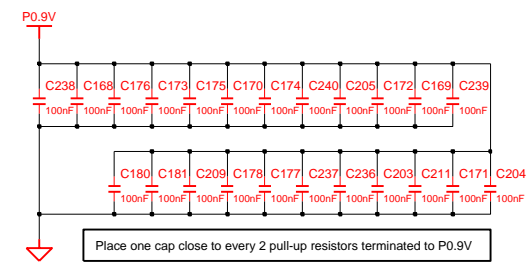 P0.9V
C238 C168 C176 C173 C175 C170 C174 C240 C205 C172 C169 C239
100nF 100nF 100nF 100nF 100nF 100nF 100nF 100nF 100nF 100nF 100nF 100nF
C180 C181 C209 C178 C177 C237 C236 C203 C211 C171 C204
100nF 100nF 100nF 100nF 100nF 100nF 100nF 100nF 100nF 100nF 100nF
Place one cap close to every 2 pull-up resistors terminated to P0.9V